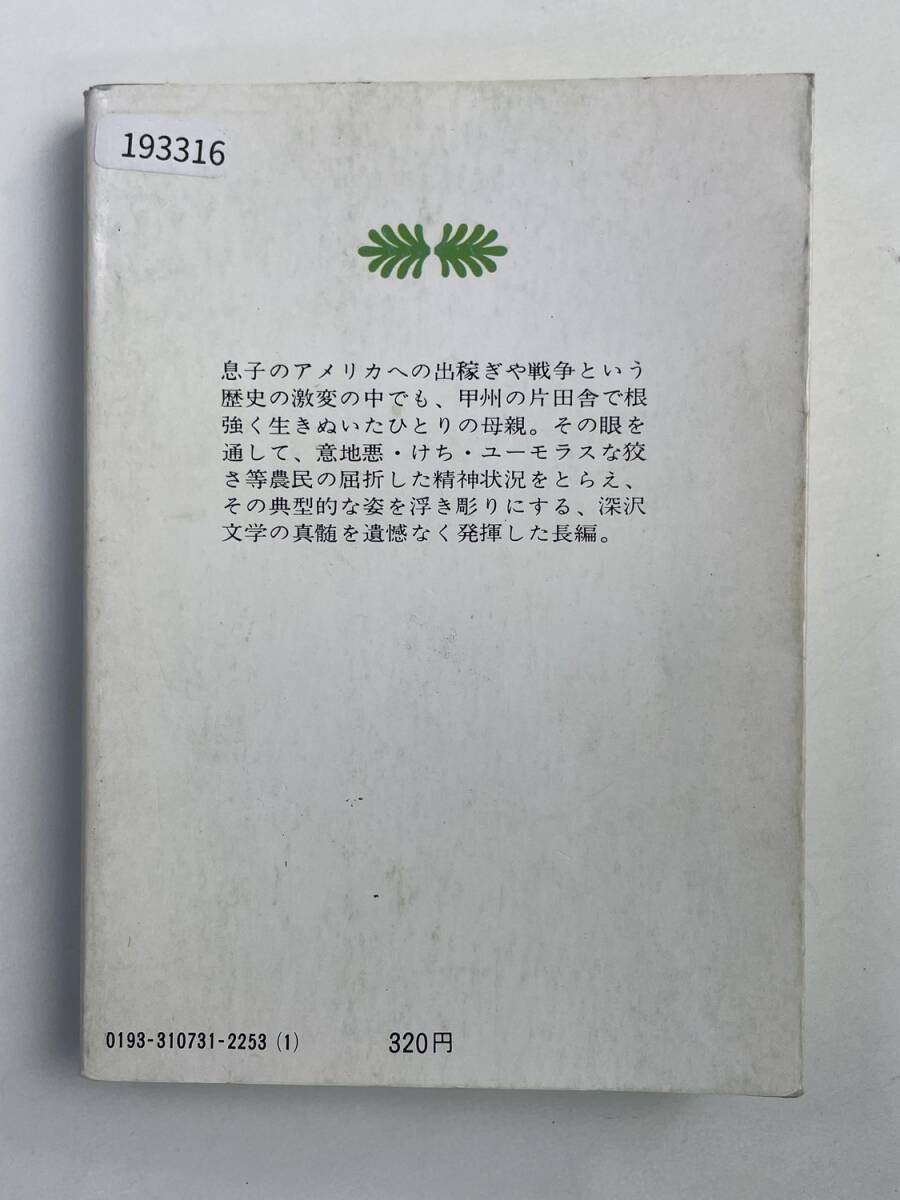 193316
息子のアメリカへの出稼ぎや戦争という
歴史の激変の中でも、甲州の片田舎で根
強く生きぬいたひとりの母親。その眼を
通して、意地悪・けち・ユーモラスな狡
さ等農民の屈折した精神状況をとらえ、
その典型的な姿を浮き彫りにする、深沢
文学の真髄を遺憾なく発揮した長編。
0193-310731-2253 (1) 320円